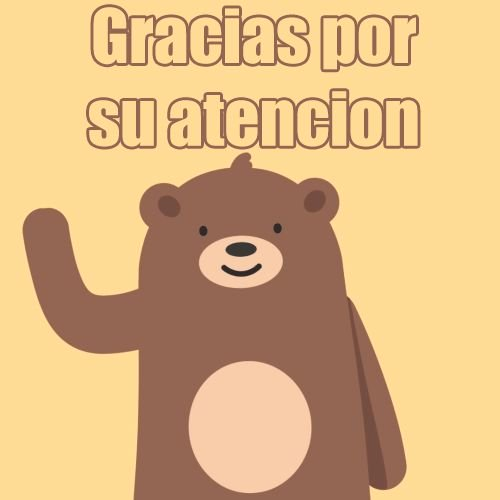 Gracias por
su atencion